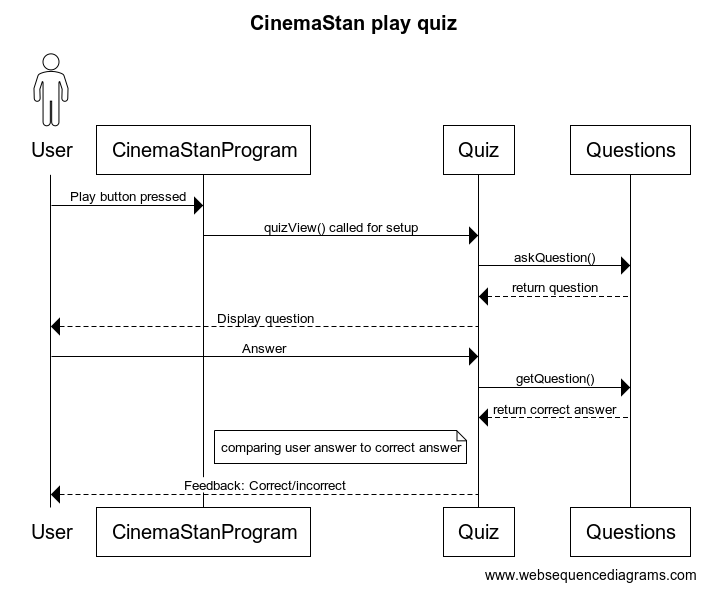 CinemaStan play quiz
User
CinemaStanProgram
Quiz
Questions
Play button pressed
quizView() called for setup
askQuestion()
return question
Display question
Answer
getQuestion()
return correct answer
comparing user answer to correct answer
Feedback: Correct/incorrect
User
CinemaStanProgram
Quiz
Questions
www.websequencediagrams.com